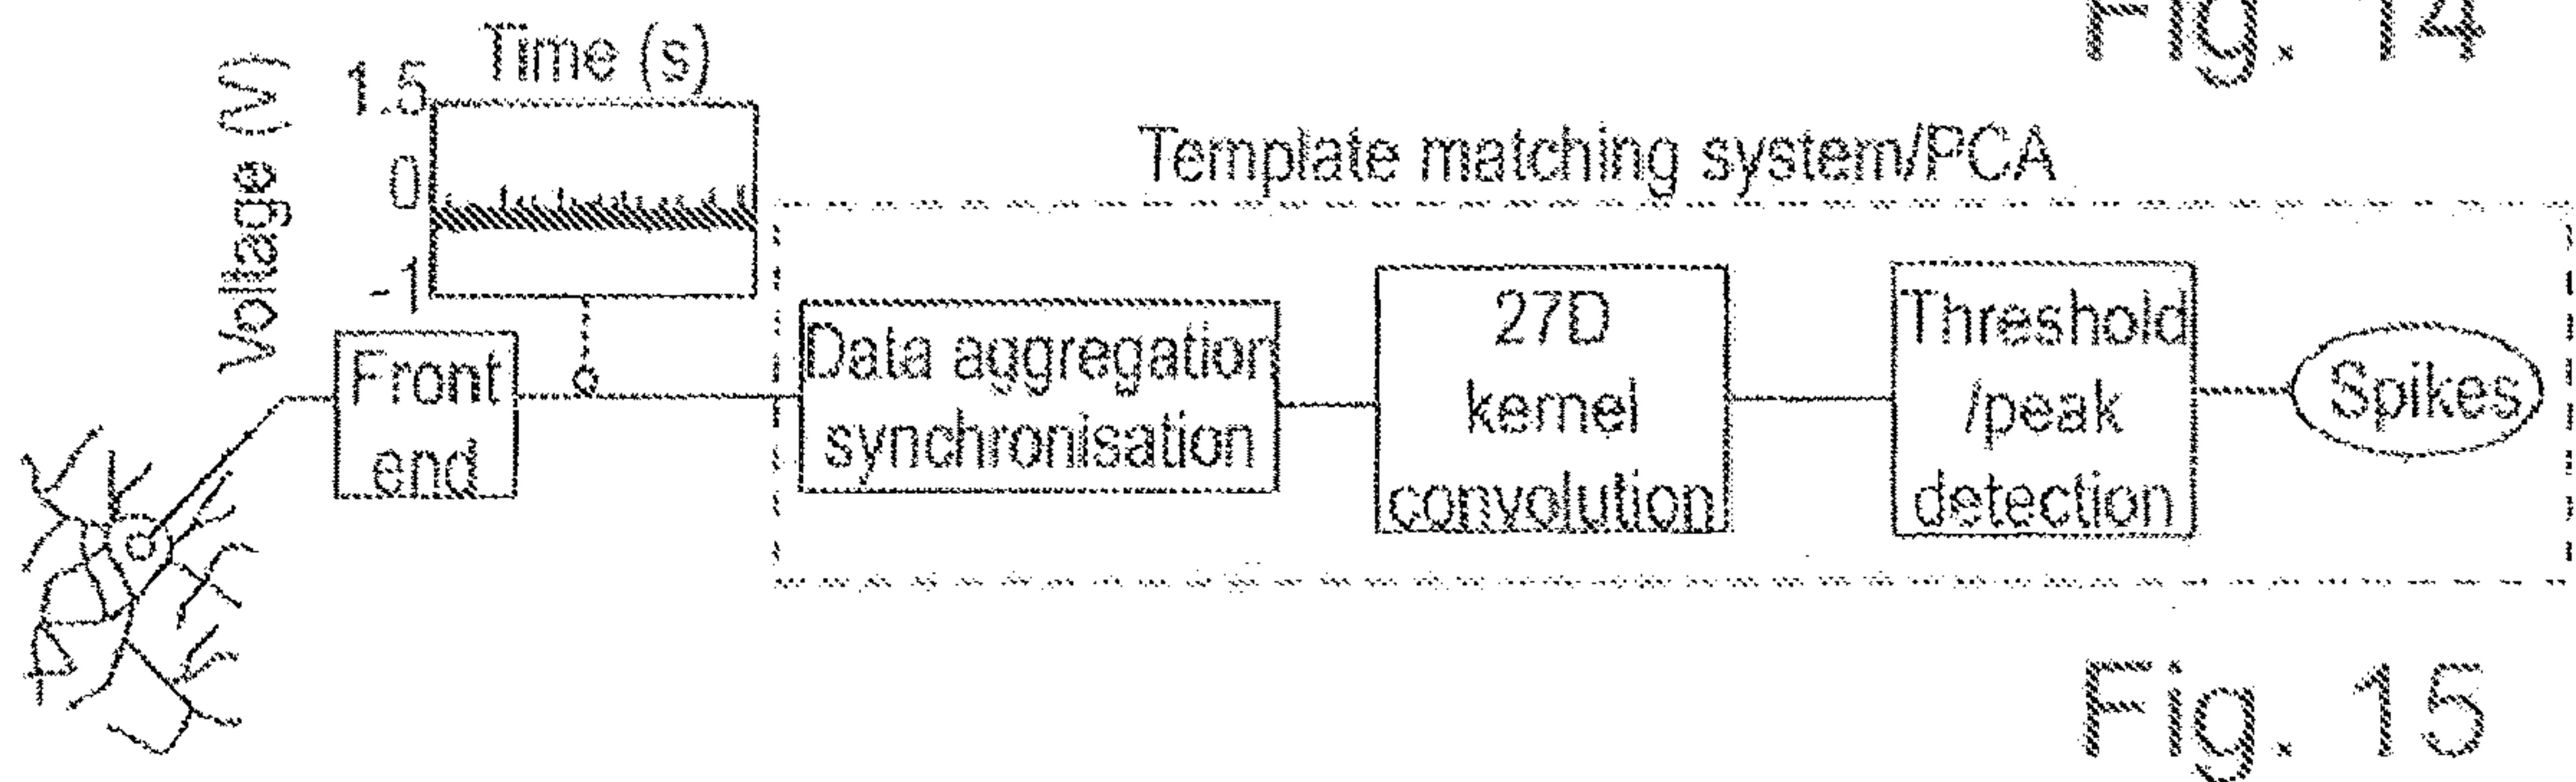 Fig. 14
Time (s)
Voltage (V)
1.5
0
-1
Template matching system/PCA
Front
end
Data aggregation
synchronisation
27D
kernel
convolution
Threshold
/peak
detection
Spikes
Fig. 15